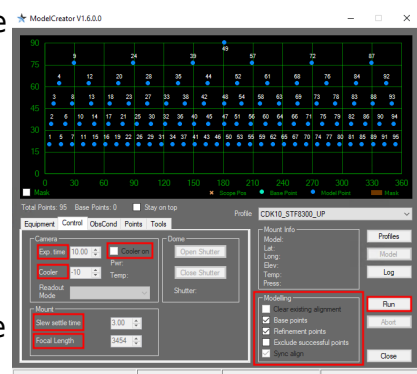 e
ModelCreator V1.6.0.0
90
75
60
45
30
15
0
49
9 24 39 57 72 87
4 12 20 28 35 44 52 61 68 76 84 92
3 8 13 18 23 27 33 38 42 48 54 58 63 69 73 78 83 88 93
2 6 10 14 17 21 25 30 32 36 40 45 47 51 56 60 64 66 71 75 79 82 86 90 94
1 5 7 11 15 16 19 22 26 29 31 34 37 41 43 46 50 53 55 59 62 65 67 70 74 77 80 81 85 89 91 95
0 30 60 90 120 150 180 210 240 270 300 330 360
Mask Scope Pos Base Point Model Point Mask
Total Points: 95 Base Points: 0 Stay on top
Profile CDK10_STF8300_UP
Equipment Control ObsCond Points Tools
Camera
Exp. time 10.00 Cooler on
Pwr:
Cooler -10
Temp:
Readout Mode
Dome
Open Shutter
Close Shutter
Shutter:
Mount
Slew settle time 3.00
Focal Length 3454
Mount Info
Model:
Lat:
Long:
Elev:
Temp:
Press:
Profiles
Model
Log
Modelling
Clear existing alignment
Base points
Refinement points
Exclude successful points
Sync align
Run
Abort
Close
e